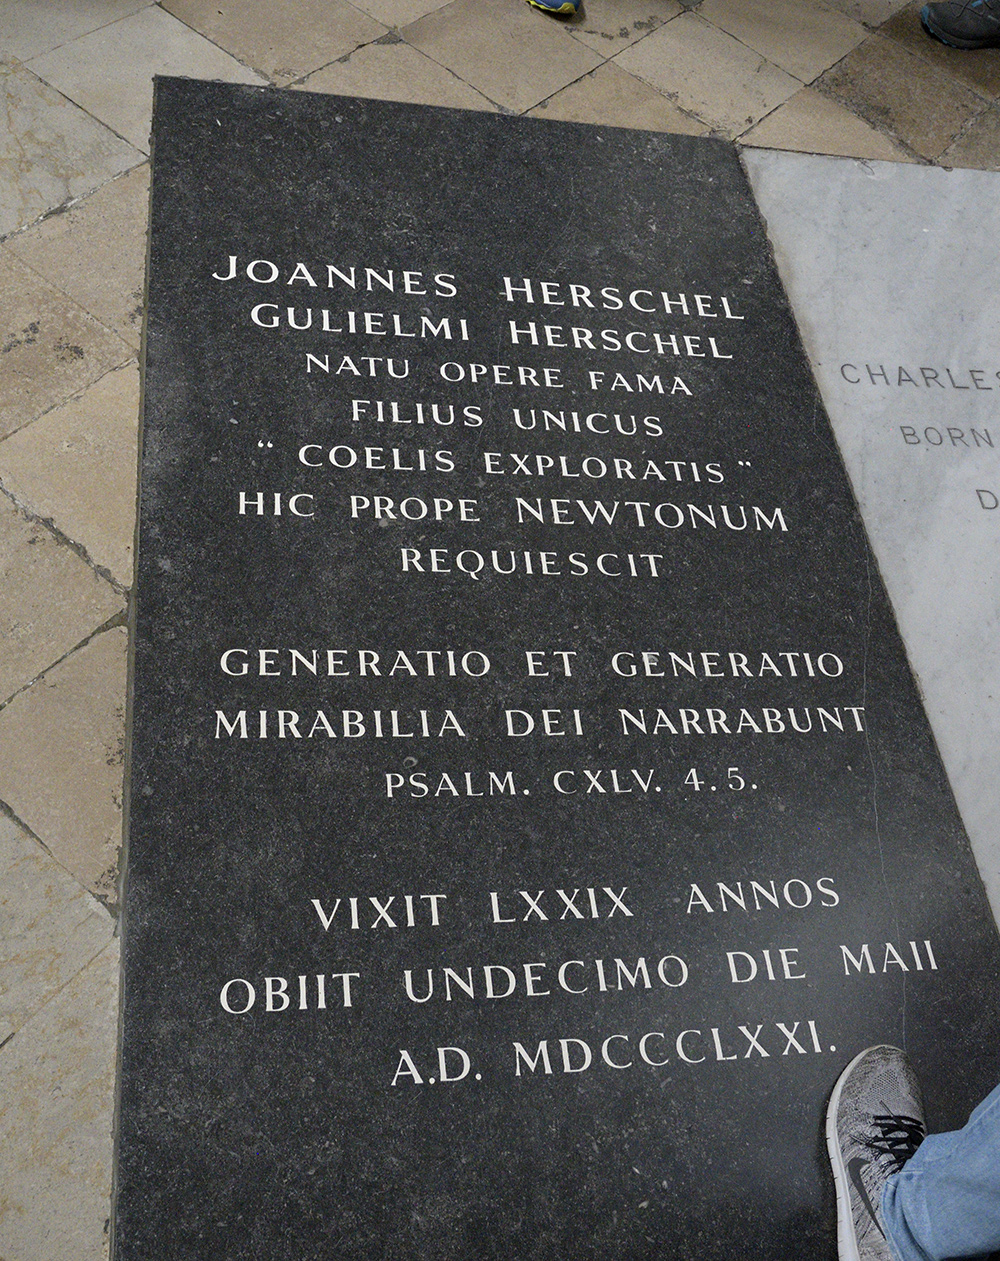 JOANNES HERSCHEL
GULIELMI HERSCHEL
NATU OPERE FAMA
FILIUS UNICUS
“ COELIS EXPLORATIS ”
HIC PROPE NEWTONUM
REQUIESCIT
GENERATIO ET GENERATIO
MIRABILIA DEI NARRABUNT
PSALM. CXLV. 4.5.
VIXIT LXXIX ANNOS
OBIIT UNDECIMO DIE MAII
A.D. MDCCCLXXI.
CHARLES
BORN
D